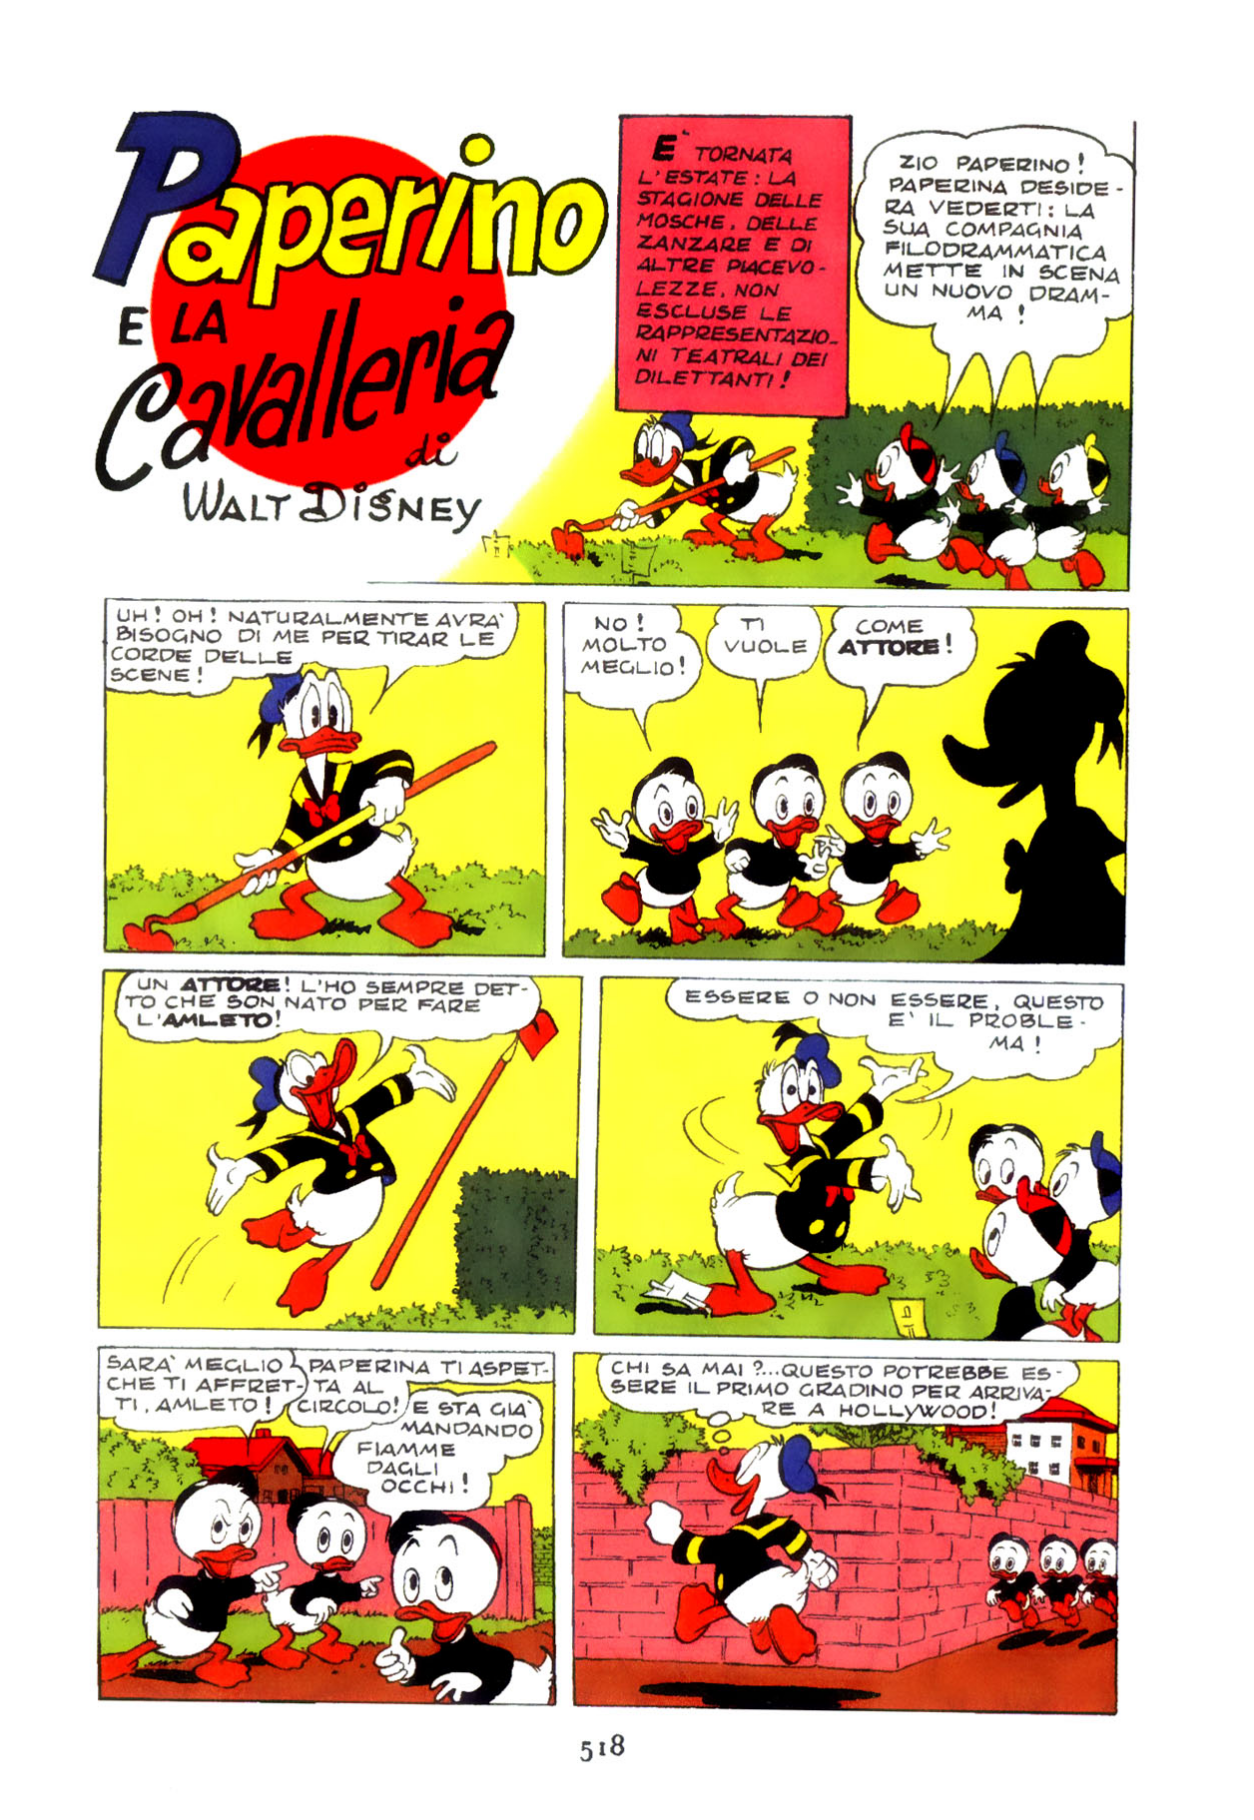 Paperino
E LA
Cavalleria
di
WALT DISNEY
E' TORNATA
L'ESTATE: LA
STAGIONE DELLE
MOSCHE, DELLE
ZANZARE E DI
ALTRE PIACEVO-
LEZZE, NON
ESCLUSE LE
RAPPRESENTAZIO-
NI TEATRALI DEI
DILETTANTI!
ZIO PAPERINO!
PAPERINA DESIDE-
RA VEDERTI: LA
SUA COMPAGNIA
FILODRAMMATICA
METTE IN SCENA
UN NUOVO DRAM-
MA!
UH! OH! NATURALMENTE AVRA'
BISOGNO DI ME PER TIRAR LE
CORDE DELLE
SCENE!
NO!
MOLTO
MEGLIO!
TI
VUOLE
COME
ATTORE!
UN ATTORE! L'HO SEMPRE DET-
TO CHE SON NATO PER FARE
L'AMLETO!
ESSERE O NON ESSERE, QUESTO
E' IL PROBLE-
MA!
SARA' MEGLIO
CHE TI AFFRET-
TI, AMLETO!
PAPERINA TI ASPET-
TA AL
CIRCOLO!
E STA GIA'
MANDANDO
FIAMME
DAGLI
OCCHI!
CHI SA MAI?...QUESTO POTREBBE ES-
SERE IL PRIMO GRADINO PER ARRIVA-
RE A HOLLYWOOD!
518